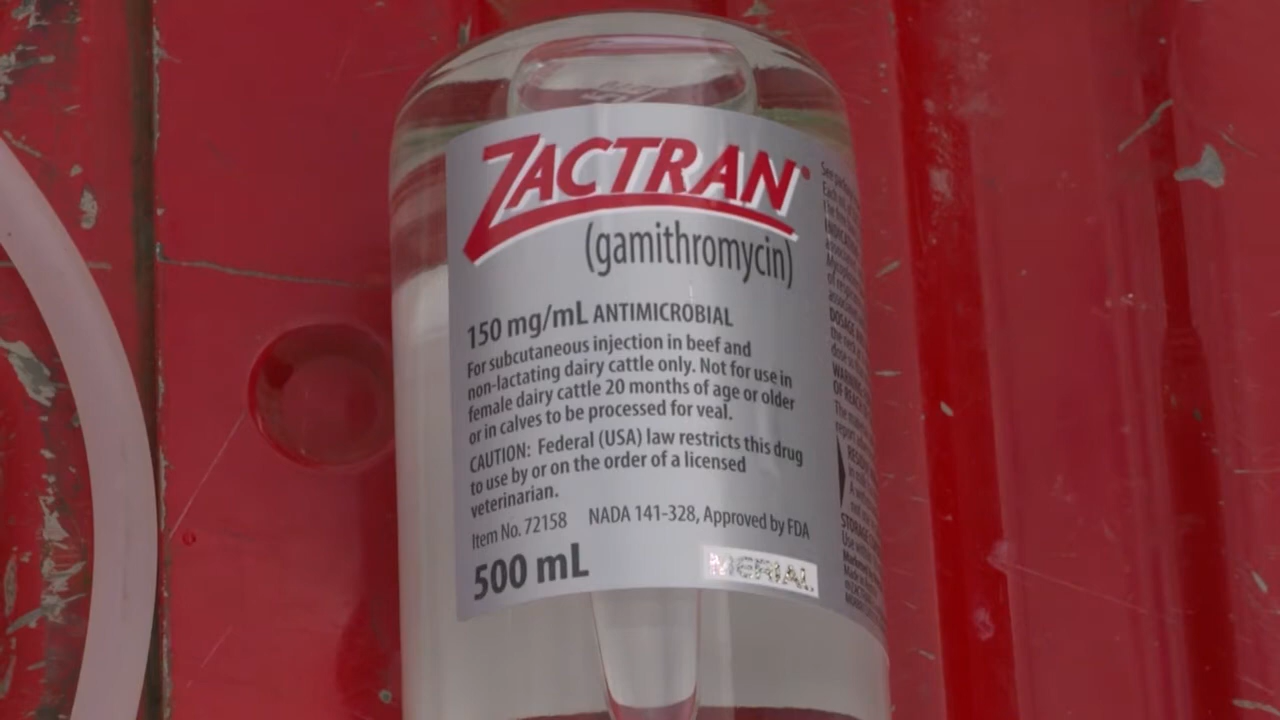 ZACTRAN
(gamithromycin)
150 mg/mL ANTIMICROBIAL
For subcutaneous injection in beef and
non-lactating dairy cattle only. Not for use in
female dairy cattle 20 months of age or older
or in calves to be processed for veal.
CAUTION: Federal (USA) law restricts this drug
to use by or on the order of a licensed
veterinarian.
Item No. 72158 NADA 141-328, Approved by FDA
500 mL
MERIAL